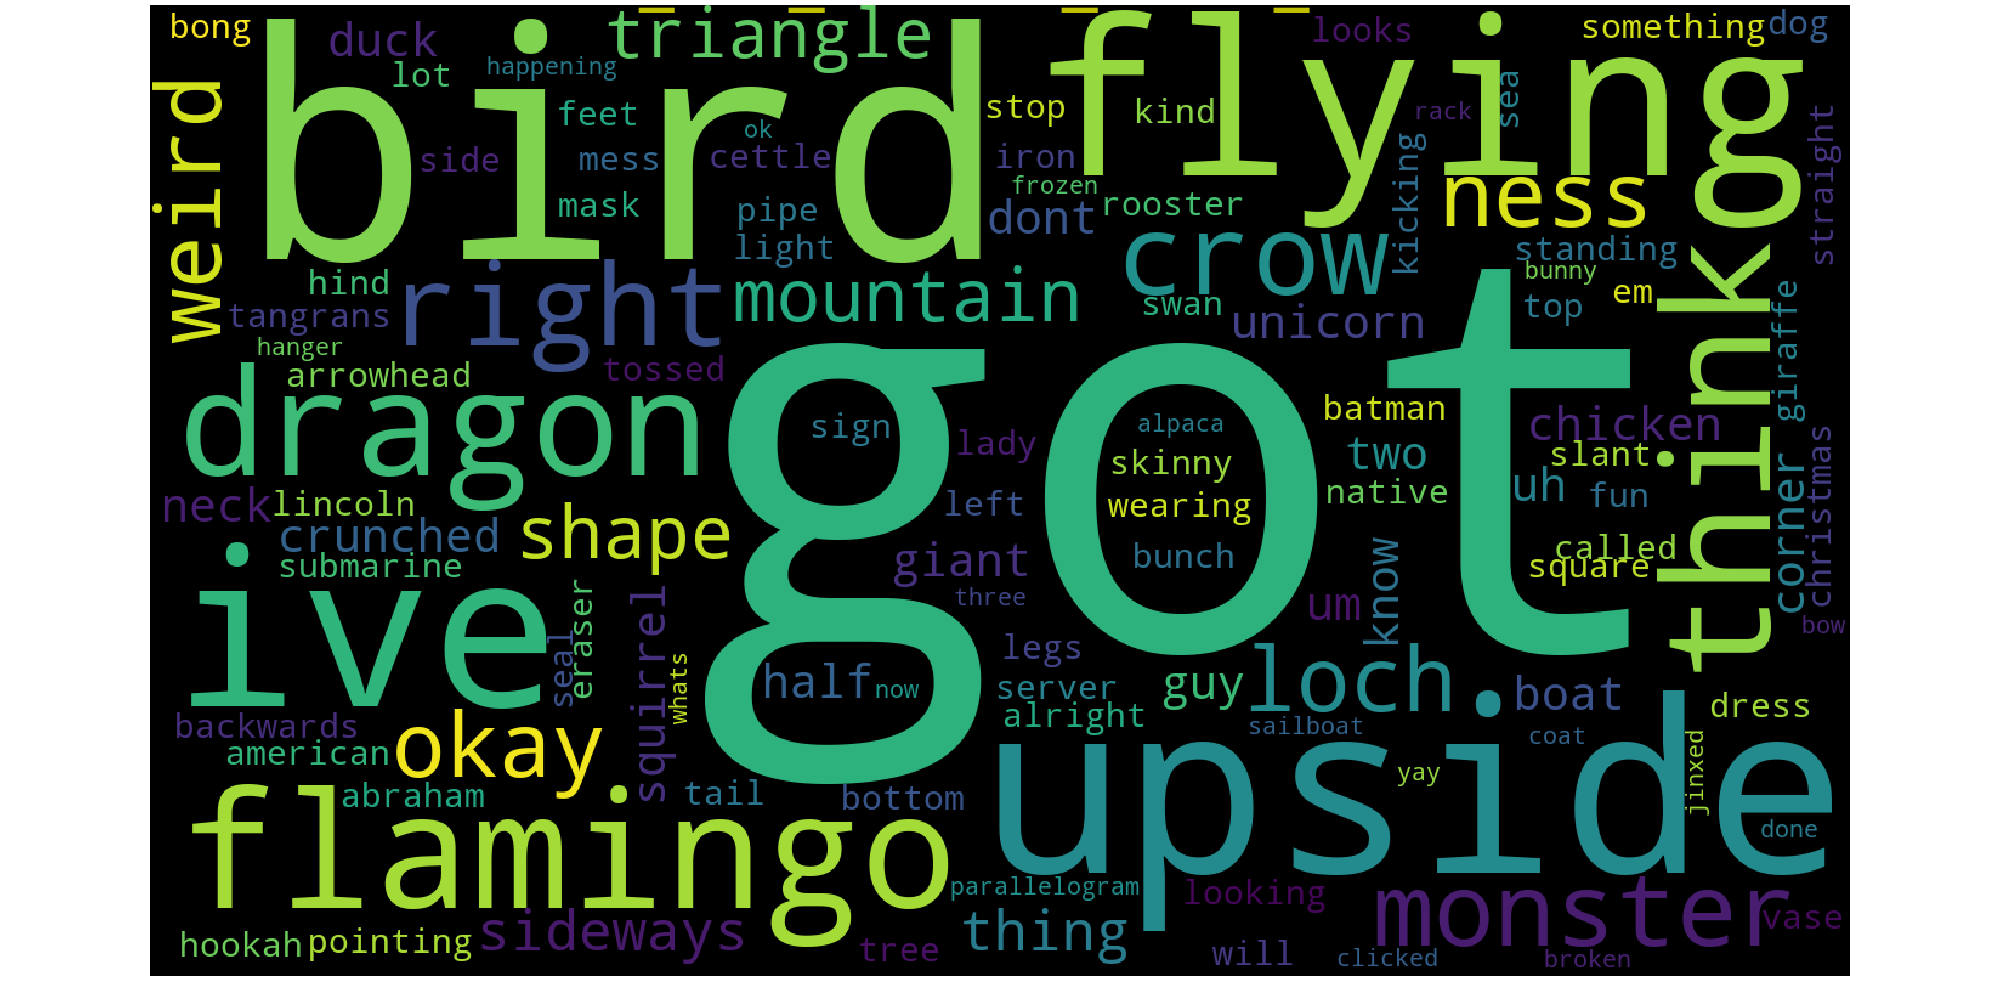 bong
duck
triangle
looks
something
dog
lot
happening
bird
flying
weird
feet
stop
kind
rack
sea
ok
side
mess
cettle
iron
kicking
straight
frozen
mask
pipe
dont
rooster
ness
light
crow
standing
hind
right
mountain
swan
unicorn
bunny
top
em
think
giraffe
tangrans
hanger
arrowhead
tossed
got
dragon
sign
lady
alpaca
batman
chicken
skinny
two
slant
neck
lincoln
left
wearing
native
uh
fun
corner
christmas
crunched
shape
submarine
giant
bunch
called
square
know
ive
three
um
bow
seal
eraser
squirrel
whats
half
now
legs
server
guy
loch.
boat
alright
dress
backwards
american
okay
sailboat
coat
upside
jinxed
yay
abraham
tail
bottom
done
flamingo
parallelogram
looking
monster
vase
hookah
pointing
sideways
tree
thing
will
clicked
broken